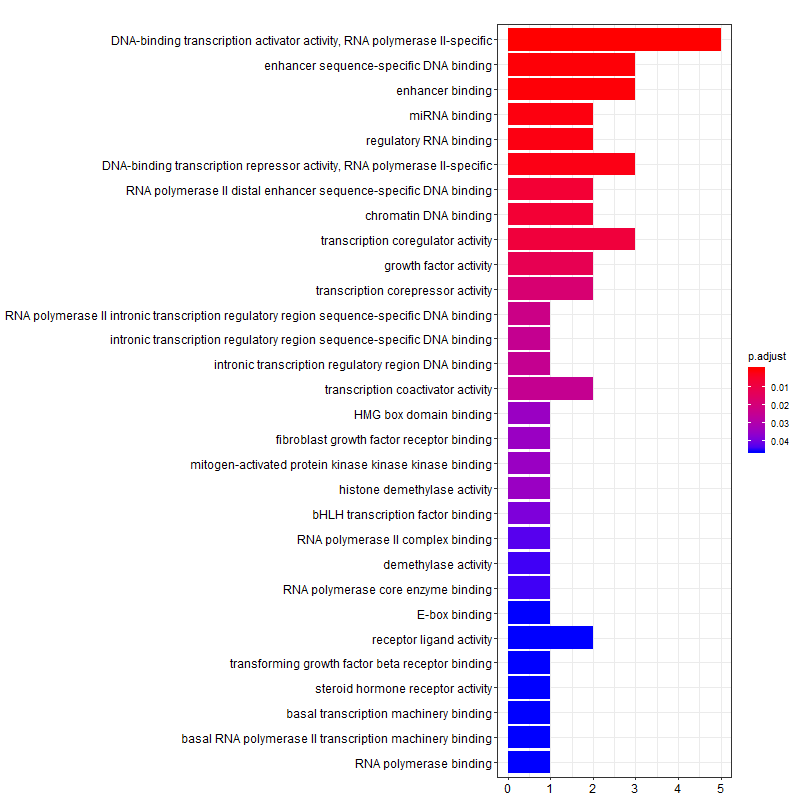 DNA-binding transcription activator activity, RNA polymerase II-specific
enhancer sequence-specific DNA binding
enhancer binding
miRNA binding
regulatory RNA binding
DNA-binding transcription repressor activity, RNA polymerase II-specific
RNA polymerase II distal enhancer sequence-specific DNA binding
chromatin DNA binding
transcription coregulator activity
growth factor activity
transcription corepressor activity
RNA polymerase II intronic transcription regulatory region sequence-specific DNA binding
intronic transcription regulatory region sequence-specific DNA binding
intronic transcription regulatory region DNA binding
transcription coactivator activity
HMG box domain binding
fibroblast growth factor receptor binding
mitogen-activated protein kinase kinase kinase binding
histone demethylase activity
bHLH transcription factor binding
RNA polymerase II complex binding
demethylase activity
RNA polymerase core enzyme binding
E-box binding
receptor ligand activity
transforming growth factor beta receptor binding
steroid hormone receptor activity
basal transcription machinery binding
basal RNA polymerase II transcription machinery binding
RNA polymerase binding
0 1 2 3 4 5
p.adjust
0.01
0.02
0.03
0.04